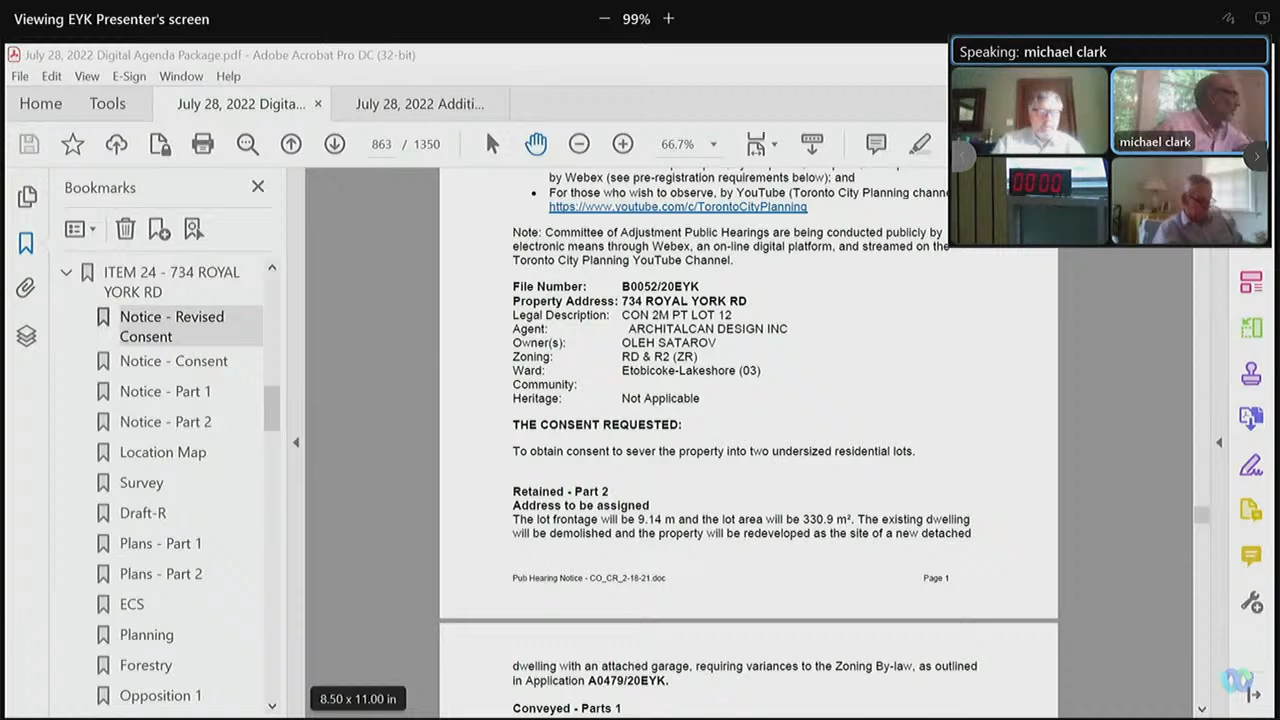 Viewing EYK Presenter's screen
99%
July 28, 2022 Digital Agenda Package.pdf - Adobe Acrobat Pro DC (32-bit)
Speaking: michael clark
File Edit View E-Sign Window Help
Home Tools July 28, 2022 Digita... × July 28, 2022 Additi...
863 / 1350
66.7%
michael clark
00:00
Bookmarks
ITEM 24 - 734 ROYAL
YORK RD
Notice - Revised
Consent
Notice - Consent
Notice - Part 1
Notice - Part 2
Location Map
Survey
Draft-R
Plans - Part 1
Plans - Part 2
ECS
Planning
Forestry
Opposition 1
by Webex (see pre-registration requirements below); and
• For those who wish to observe, by YouTube (Toronto City Planning
https://www.youtube.com/c/TorontoCityPlanning
Note: Committee of Adjustment Public Hearings are being conducted publicly by
electronic means through Webex, an on-line digital platform, and streamed on the
Toronto City Planning YouTube Channel.
File Number: B0052/20EYK
Property Address: 734 ROYAL YORK RD
Legal Description: CON 2M PT LOT 12
Agent: ARCHITALCAN DESIGN INC
Owner(s): OLEH SATAROV
Zoning: RD & R2 (ZR)
Ward: Etobicoke-Lakeshore (03)
Community:
Heritage: Not Applicable
THE CONSENT REQUESTED:
To obtain consent to sever the property into two undersized residential lots.
Retained - Part 2
Address to be assigned
The lot frontage will be 9.14 m and the lot area will be 330.9 m². The existing dwelling
will be demolished and the property will be redeveloped as the site of a new detached
Pub Hearing Notice - CO_CR_2-18-21.doc Page 1
dwelling with an attached garage, requiring variances to the Zoning By-law, as outlined
in Application A0479/20EYK.
Conveyed - Parts 1
8.50 x 11.00 in